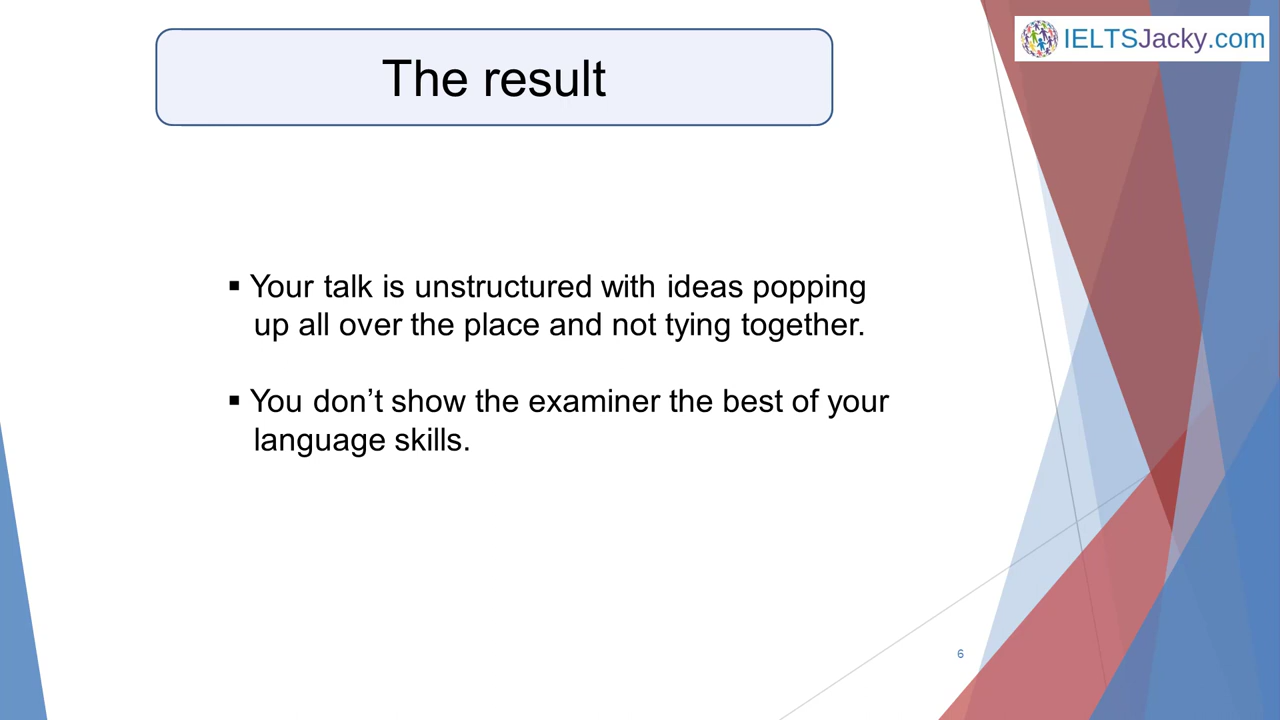 IELTSJacky.com
The result
▪ Your talk is unstructured with ideas popping
up all over the place and not tying together.
▪ You don’t show the examiner the best of your
language skills.
6